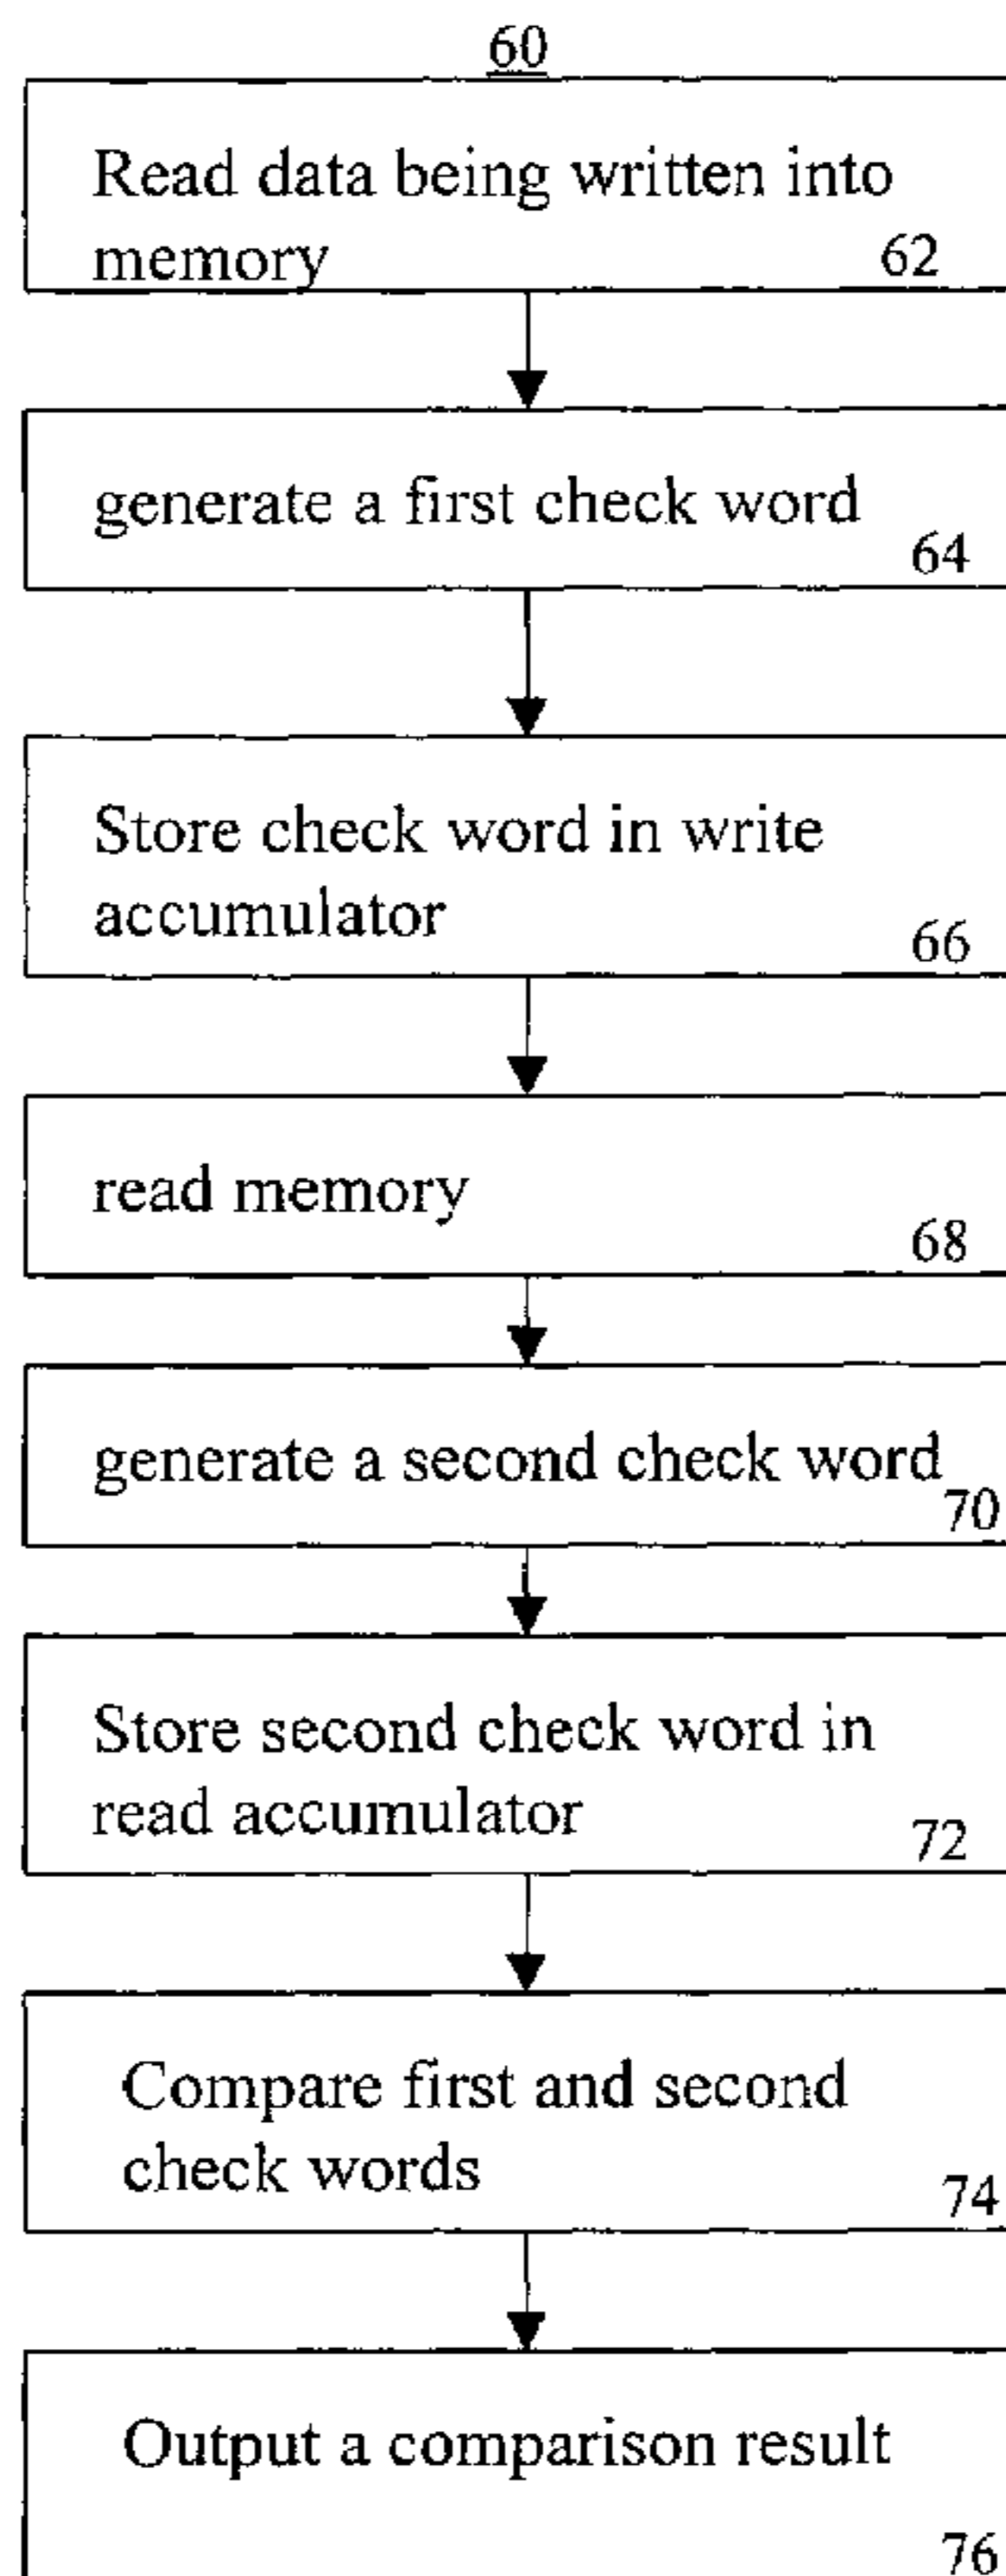 60
Read data being written into
memory
62
generate a first check word
64
Store check word in write
accumulator
66
read memory
68
generate a second check word
70
Store second check word in
read accumulator
72
Compare first and second
check words
74
Output a comparison result
76